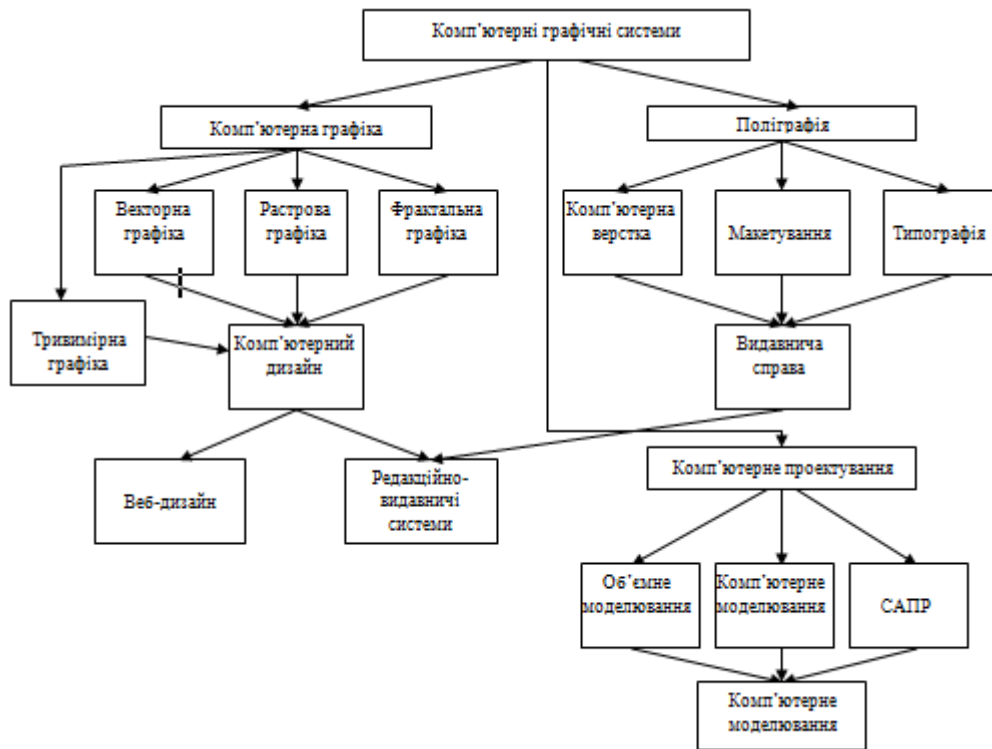 Комп’ютерні графічні системи
Комп’ютерна графіка
Поліграфія
Векторна
графіка
Растрова
графіка
Фрактальна
графіка
Комп’ютерна
верстка
Макетування
Типографія
Тривимірна
графіка
Комп’ютерний
дизайн
Видавнича
справа
Веб-дизайн
Редакційно-
видавничі
системи
Комп’ютерне проектування
Об’ємне
моделювання
Комп’ютерне
моделювання
САПР
Комп’ютерне
моделювання